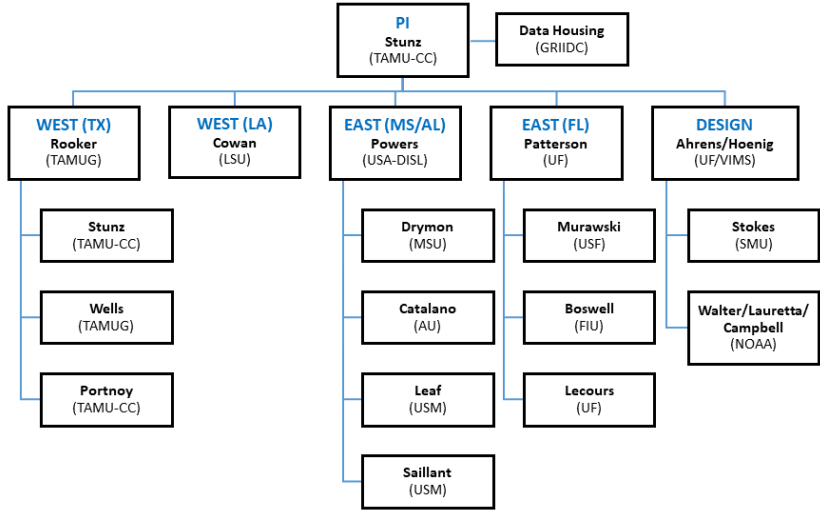 PI
Stunz
(TAMU-CC)
Data Housing
(GRIIDC)
WEST (TX)
Rooker
(TAMUG)
WEST (LA)
Cowan
(LSU)
EAST (MS/AL)
Powers
(USA-DISL)
EAST (FL)
Patterson
(UF)
DESIGN
Ahrens/Hoenig
(UF/VIMS)
Stunz
(TAMU-CC)
Wells
(TAMUG)
Portnoy
(TAMU-CC)
Drymon
(MSU)
Catalano
(AU)
Leaf
(USM)
Saillant
(USM)
Murawski
(USF)
Boswell
(FIU)
Lecours
(UF)
Stokes
(SMU)
Walter/Lauretta/
Campbell
(NOAA)